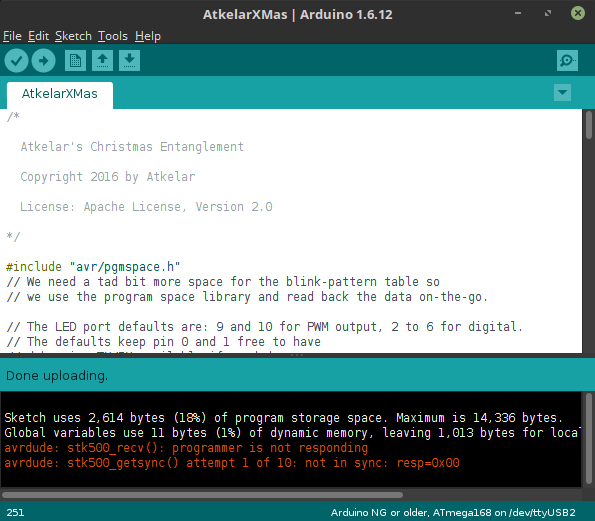 AtkelarXMas | Arduino 1.6.12
File Edit Sketch Tools Help
AtkelarXMas
/*
Atkelar's Christmas Entanglement
Copyright 2016 by Atkelar
License: Apache License, Version 2.0
*/
#include "avr/pgmspace.h"
// We need a tad bit more space for the blink-pattern table so
// we use the program space library and read back the data on-the-go.
// The LED port defaults are: 9 and 10 for PWM output, 2 to 6 for digital.
// The defaults keep pin 0 and 1 free to have
Done uploading.
Sketch uses 2,614 bytes (18%) of program storage space. Maximum is 14,336 bytes.
Global variables use 11 bytes (1%) of dynamic memory, leaving 1,013 bytes for local
avrdude: stk500_recv(): programmer is not responding
avrdude: stk500_getsync() attempt 1 of 10: not in sync: resp=0x00
251
Arduino NG or older, ATmega168 on /dev/ttyUSB2